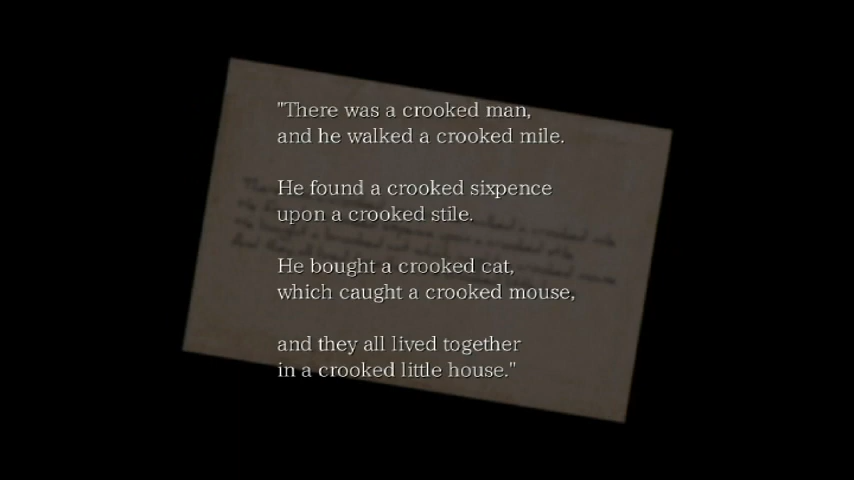 "There was a crooked man,
and he walked a crooked mile.
He found a crooked sixpence
upon a crooked stile.
He bought a crooked cat,
which caught a crooked mouse,
and they all lived together
in a crooked little house."